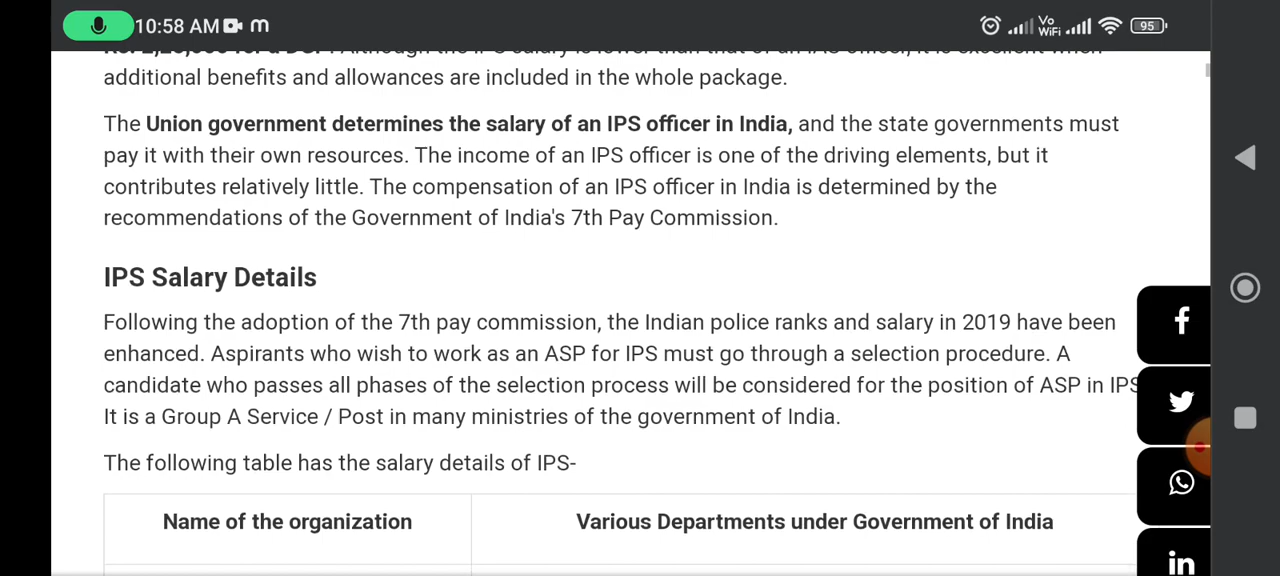 10:58 AM
Vo
WiFi
95
additional benefits and allowances are included in the whole package.
The Union government determines the salary of an IPS officer in India, and the state governments must
pay it with their own resources. The income of an IPS officer is one of the driving elements, but it
contributes relatively little. The compensation of an IPS officer in India is determined by the
recommendations of the Government of India's 7th Pay Commission.
IPS Salary Details
Following the adoption of the 7th pay commission, the Indian police ranks and salary in 2019 have been
enhanced. Aspirants who wish to work as an ASP for IPS must go through a selection procedure. A
candidate who passes all phases of the selection process will be considered for the position of ASP in IPS
It is a Group A Service / Post in many ministries of the government of India.
The following table has the salary details of IPS-
Name of the organization
Various Departments under Government of India